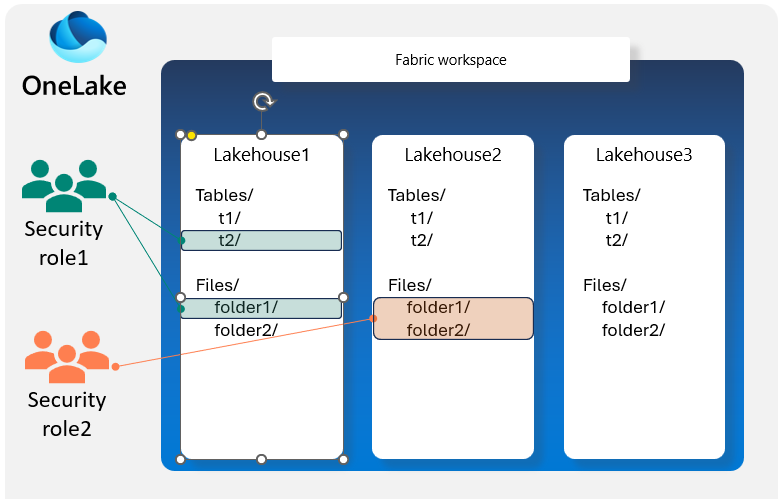 OneLake
Fabric workspace
Security
role1
Security
role2
Lakehouse1
Tables/
t1/
t2/
Files/
folder1/
folder2/
Lakehouse2
Tables/
t1/
t2/
Files/
folder1/
folder2/
Lakehouse3
Tables/
t1/
t2/
Files/
folder1/
folder2/